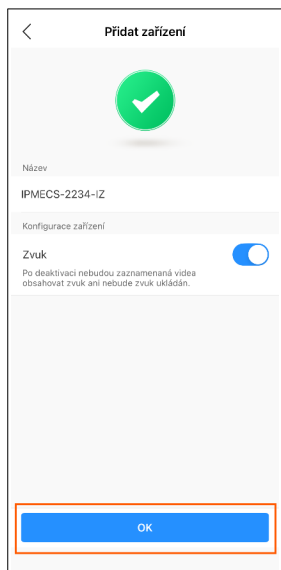 Přidat zařízení
Název
IPMECS-2234-IZ
Konfigurace zařízení
Zvuk
Po deaktivaci nebudou zaznamenaná videa
obsahovat zvuk ani nebude zvuk ukládán.
OK